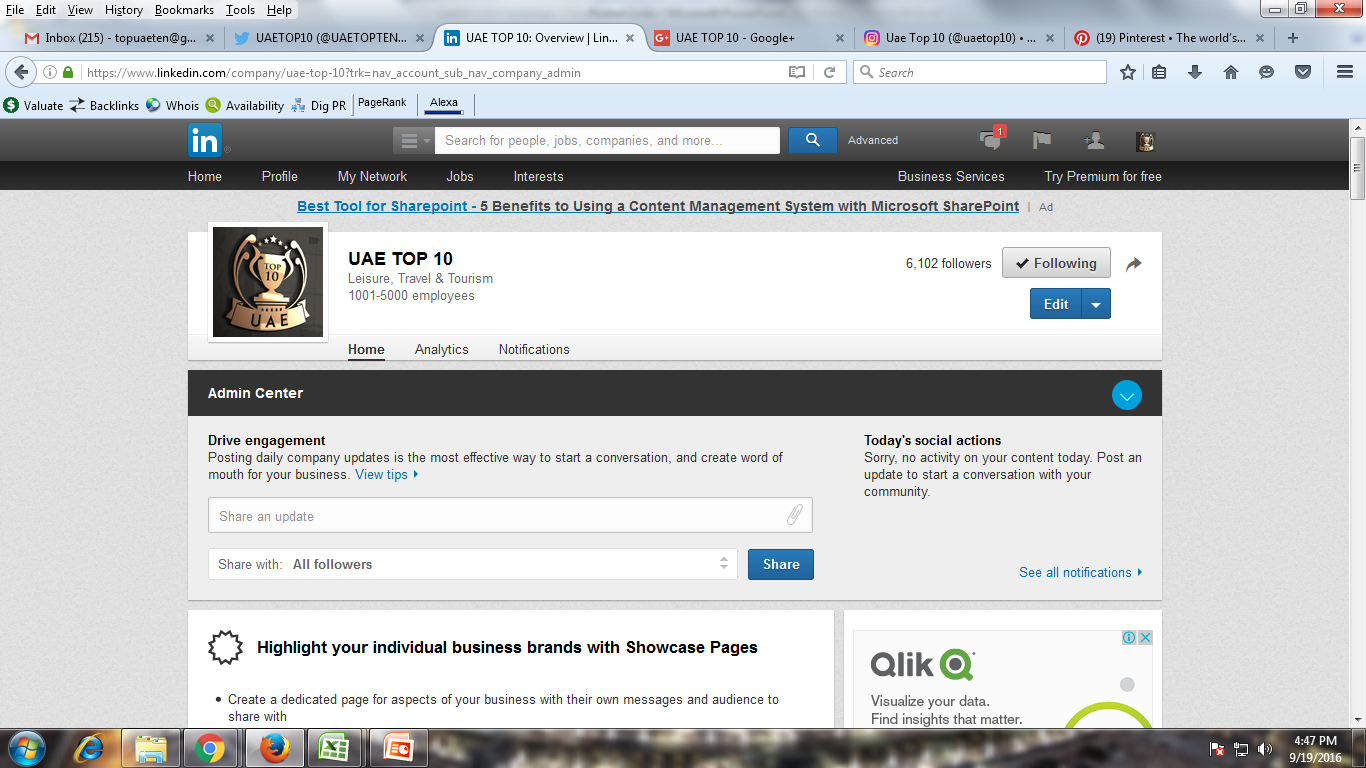 File Edit View History Bookmarks Tools Help
Inbox (215) - topuaeten@g...
UAETOP10 (@UAETOPTEN...
UAE TOP 10: Overview | Lin...
UAE TOP 10 - Google+
Uae Top 10 (@uaetop10) • ...
(19) Pinterest • The world's...
https://www.linkedin.com/company/uae-top-10?trk=nav_account_sub_nav_company_admin
Search
Valuate Backlinks Whois Availability Dig PR PageRank Alexa
in
Search for people, jobs, companies, and more...
Advanced
1
Home Profile My Network Jobs Interests Business Services Try Premium for free
Best Tool for Sharepoint - 5 Benefits to Using a Content Management System with Microsoft SharePoint | Ad
TOP
10
UAE
UAE TOP 10
Leisure, Travel & Tourism
1001-5000 employees
6,102 followers
Following
Edit
Home Analytics Notifications
Admin Center
Drive engagement
Posting daily company updates is the most effective way to start a conversation, and create word of
mouth for your business. View tips
Share an update
Share with: All followers
Share
Today's social actions
Sorry, no activity on your content today. Post an
update to start a conversation with your
community.
See all notifications
Highlight your individual business brands with Showcase Pages
• Create a dedicated page for aspects of your business with their own messages and audience to
share with
Qlik
Visualize your data.
Find insights that matter.
4:47 PM
9/19/2016